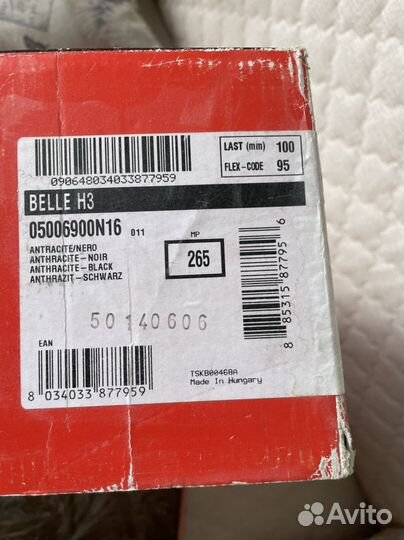 LAST (mm) 100
FLEX-CODE 95
090648034033877959
BELLE H3
05006900N16 011
ANTRACITE/NERO
ANTHRACITE-NOIR
ANTHRACITE-BLACK
ANTHRAZIT-SCHWARZ
MP
265
8 85315 87795 6
50140606
EAN
8 034033 877959
TSKB0046BA
Made In Hungary
Avito